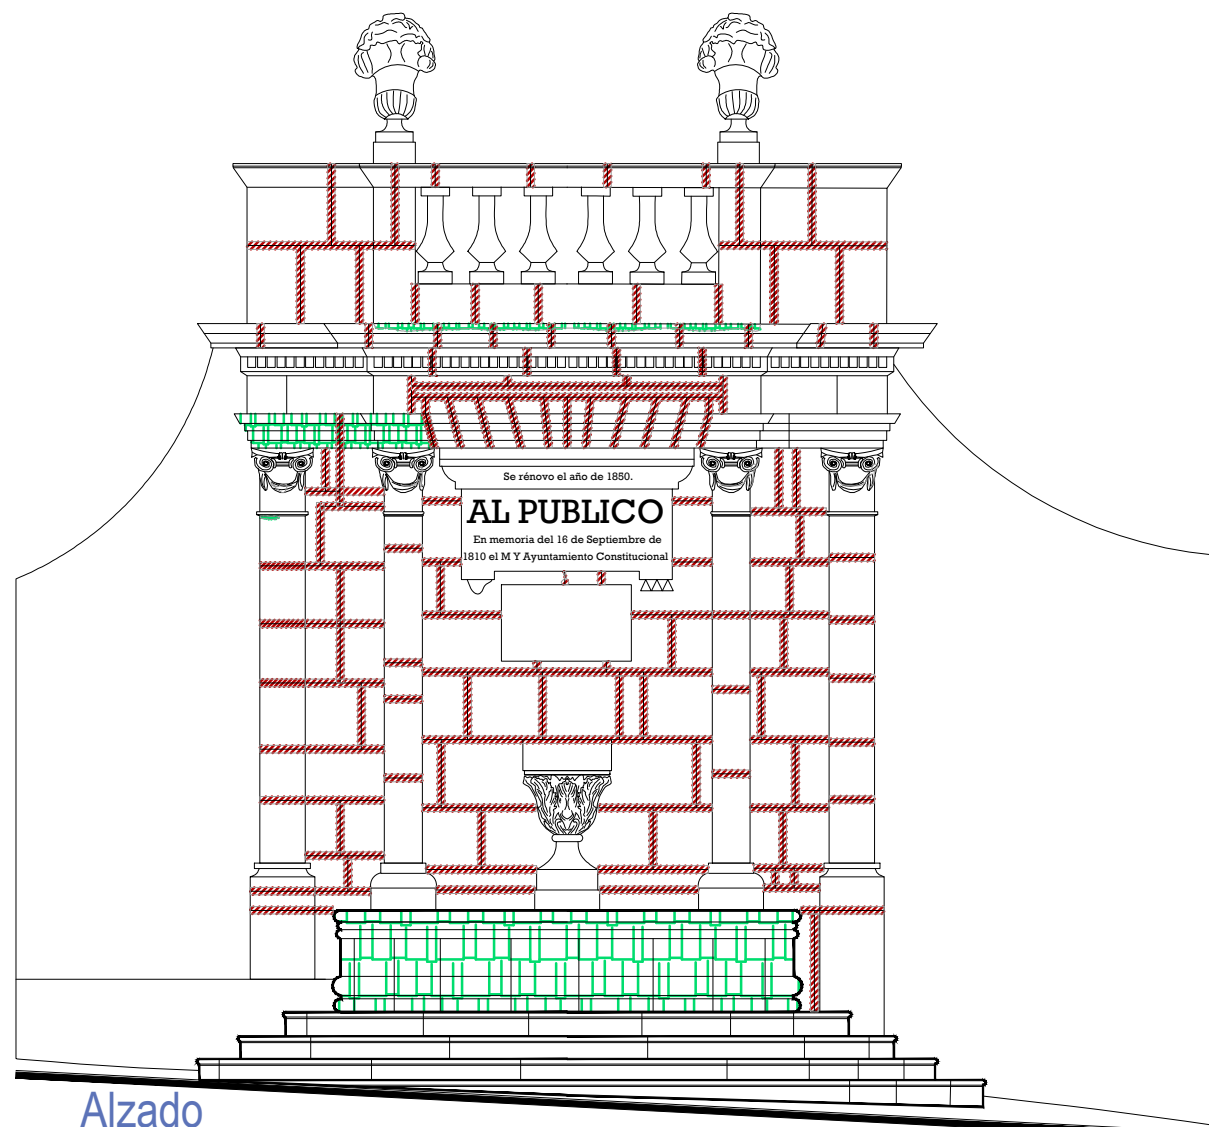 Se rénovo el año de 1850.
AL PUBLICO
En memoria del 16 de Septiembre de
1810 el M Y Ayuntamiento Constitucional
Alzado